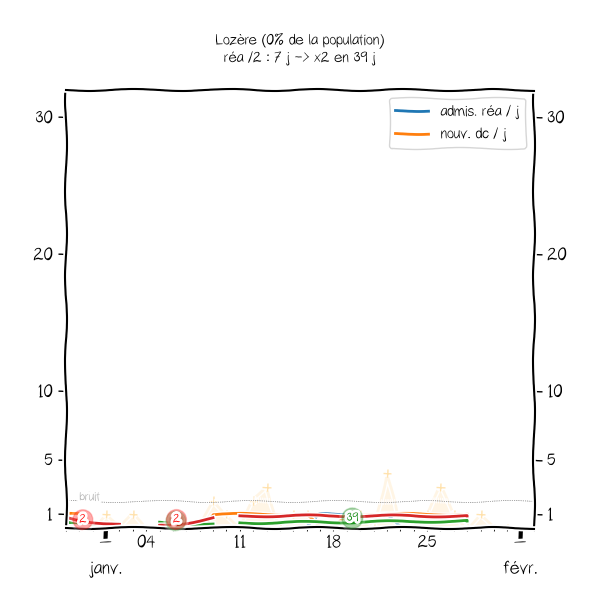 Lozère (0% de la population)
réa /2 : 7 j -> x2 en 39 j
admis. réa / j
nouv. dc / j
30
30
20
20
10
10
5
5
... bruit
1
1
2
2
39
04
11
18
25
janv.
févr.